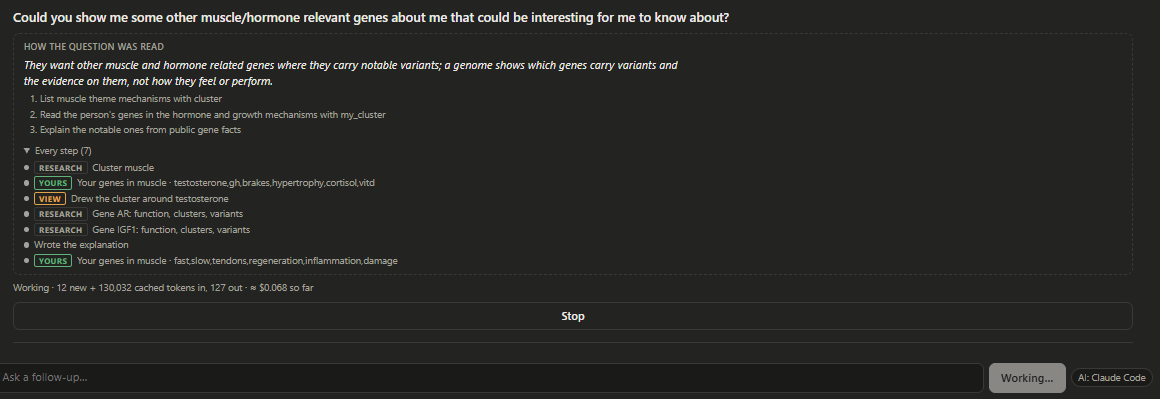 Could you show me some other muscle/hormone relevant genes about me that could be interesting for me to know about?
HOW THE QUESTION WAS READ
They want other muscle and hormone related genes where they carry notable variants; a genome shows which genes carry variants and
the evidence on them, not how they feel or perform.
1. List muscle theme mechanisms with cluster
2. Read the person's genes in the hormone and growth mechanisms with my_cluster
3. Explain the notable ones from public gene facts
▼ Every step (7)
● RESEARCH Cluster muscle
● YOURS Your genes in muscle · testosterone,gh,brakes,hypertrophy,cortisol,vitd
● VIEW Drew the cluster around testosterone
● RESEARCH Gene AR: function, clusters, variants
● RESEARCH Gene IGF1: function, clusters, variants
● Wrote the explanation
● YOURS Your genes in muscle · fast,slow,tendons,regeneration,inflammation,damage
Working · 12 new + 130,032 cached tokens in, 127 out · ≈ $0.068 so far
Stop
Ask a follow-up... Working... AI: Claude Code